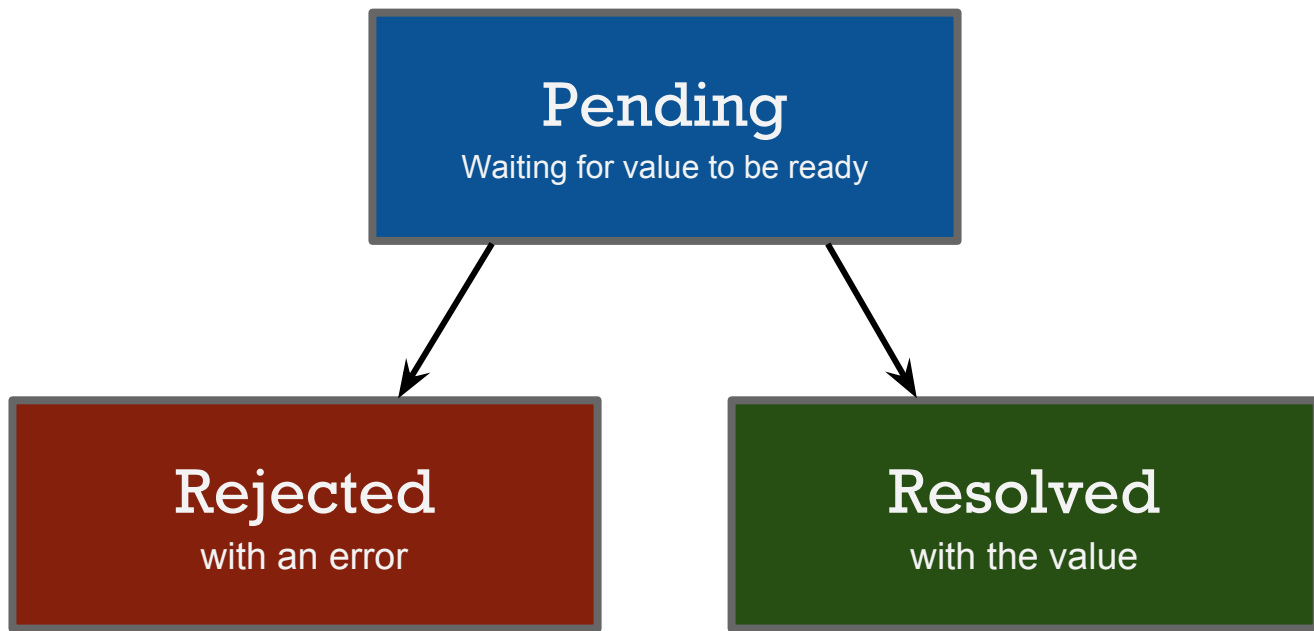 Pending
Waiting for value to be ready
Rejected
with an error
Resolved
with the value